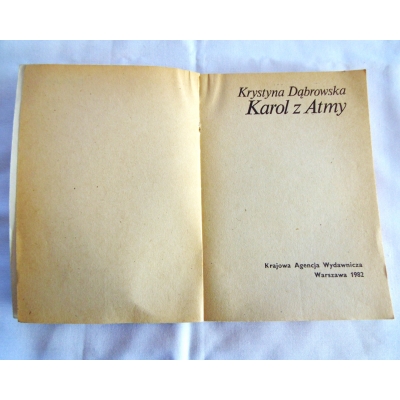 Krystyna Dąbrowska
Karol z Atmy
Krajowa Agencja Wydawnicza
Warszawa 1982